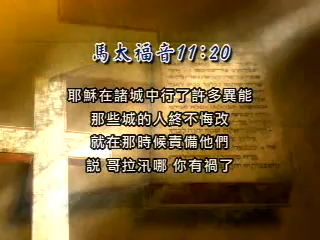 馬太福音11:20
耶穌在諸城中行了許多異能
那些城的人終不悔改
就在那時候責備他們
説 哥拉汛哪 你有禍了